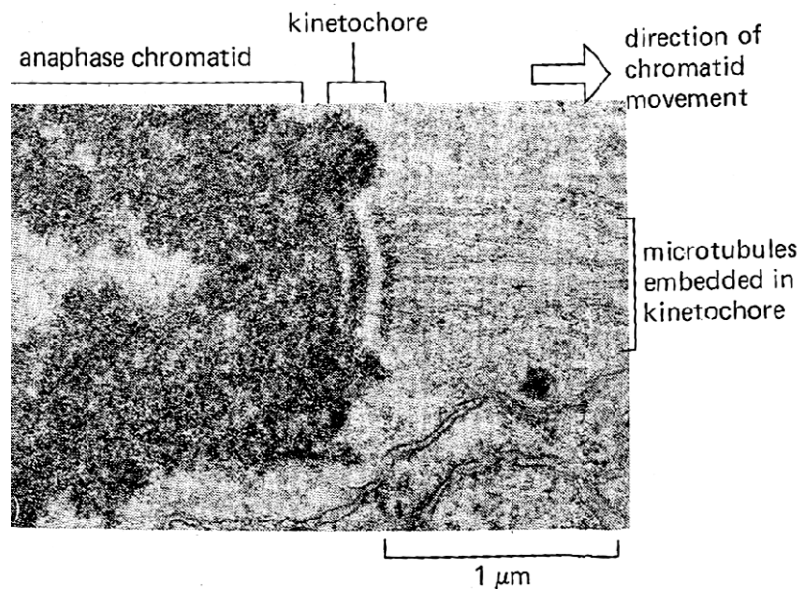 kinetochore
anaphase chromatid
direction of
chromatid
movement
microtubules
embedded in
kinetochore
1 μm